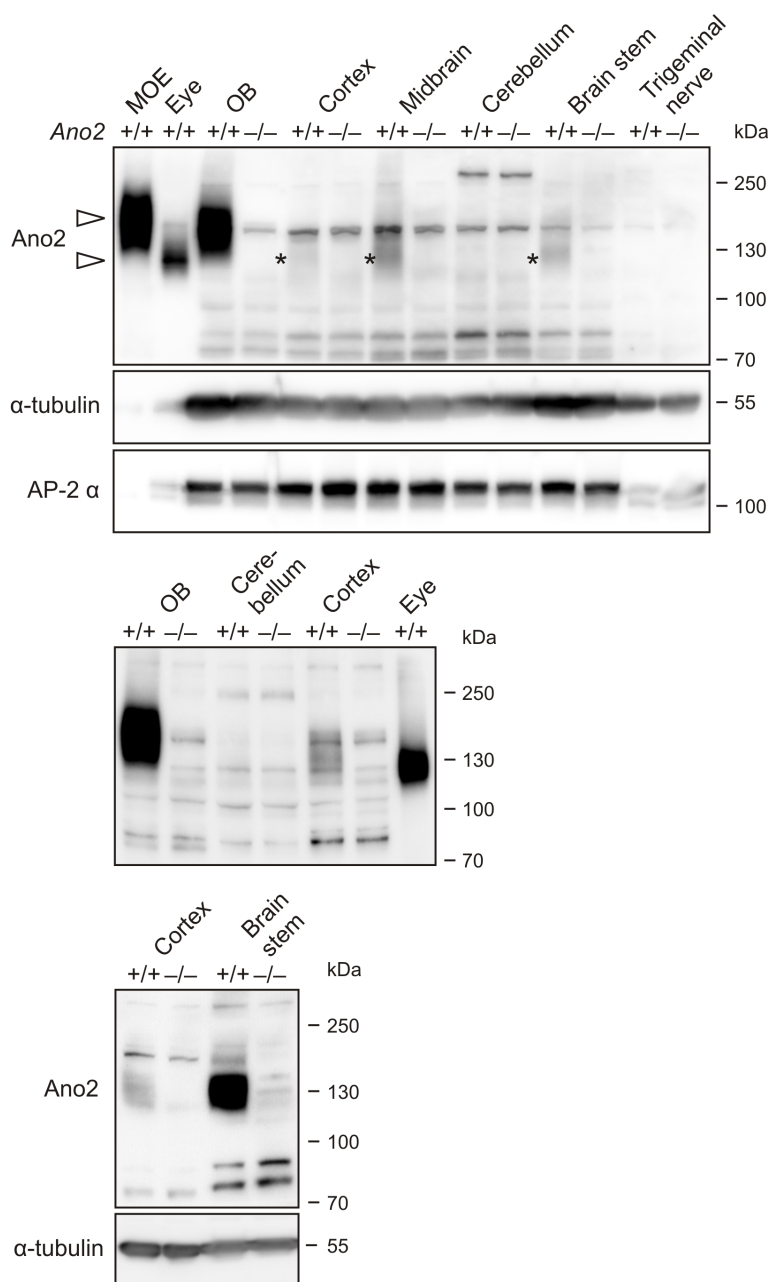 MOE Eye OB Cortex Midbrain Cerebellum Brain stem Trigeminal nerve
Ano2 +/+ +/+ +/+ –/– +/+ –/– +/+ –/– +/+ –/– +/+ –/– +/+ –/– kDa
250
Ano2
130
* * *
100
70
α-tubulin 55
AP-2 α
100
OB Cere-
bellum Cortex Eye
+/+ –/– +/+ –/– +/+ –/– +/+ kDa
250
130
100
70
Cortex Brain
stem
+/+ –/– +/+ –/– kDa
250
Ano2 130
100
70
α-tubulin 55